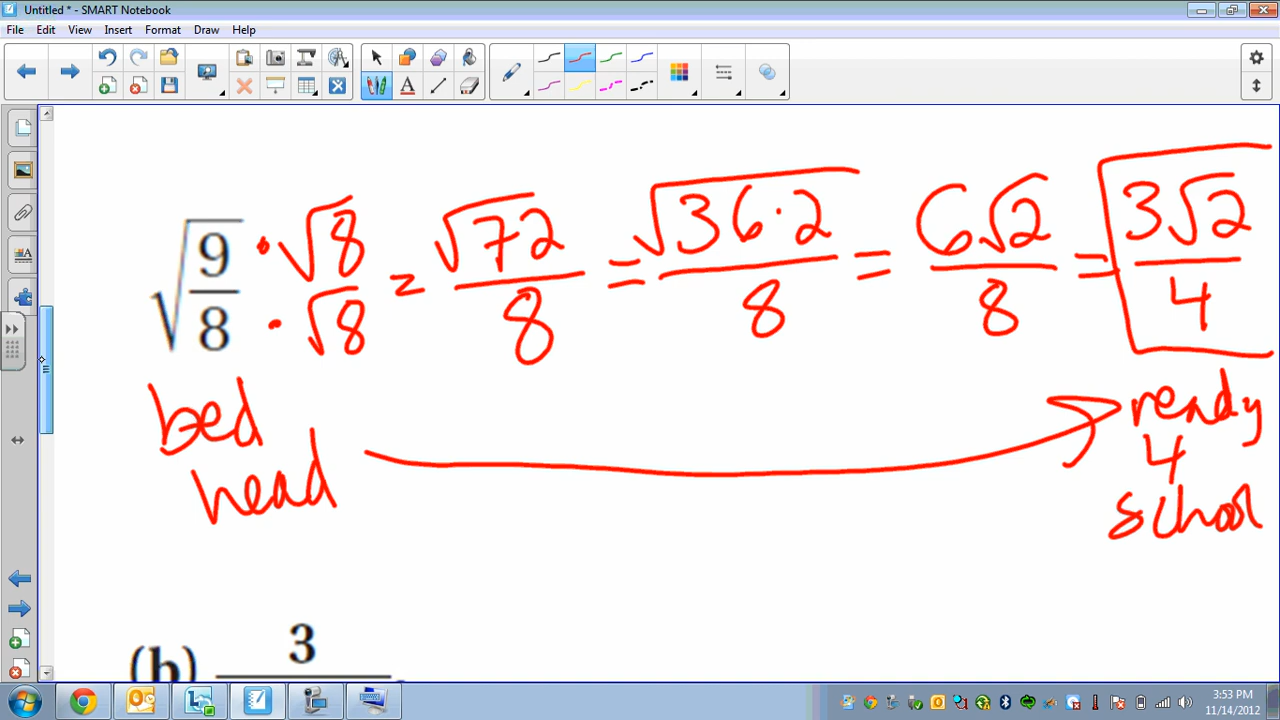 Untitled * - SMART Notebook
File Edit View Insert Format Draw Help
√(9/8) · √8/√8 = √72/8 = √(36·2)/8 = 6√2/8 = 3√2/4
bed
head
ready
4
school
(b) 3
3:53 PM
11/14/2012